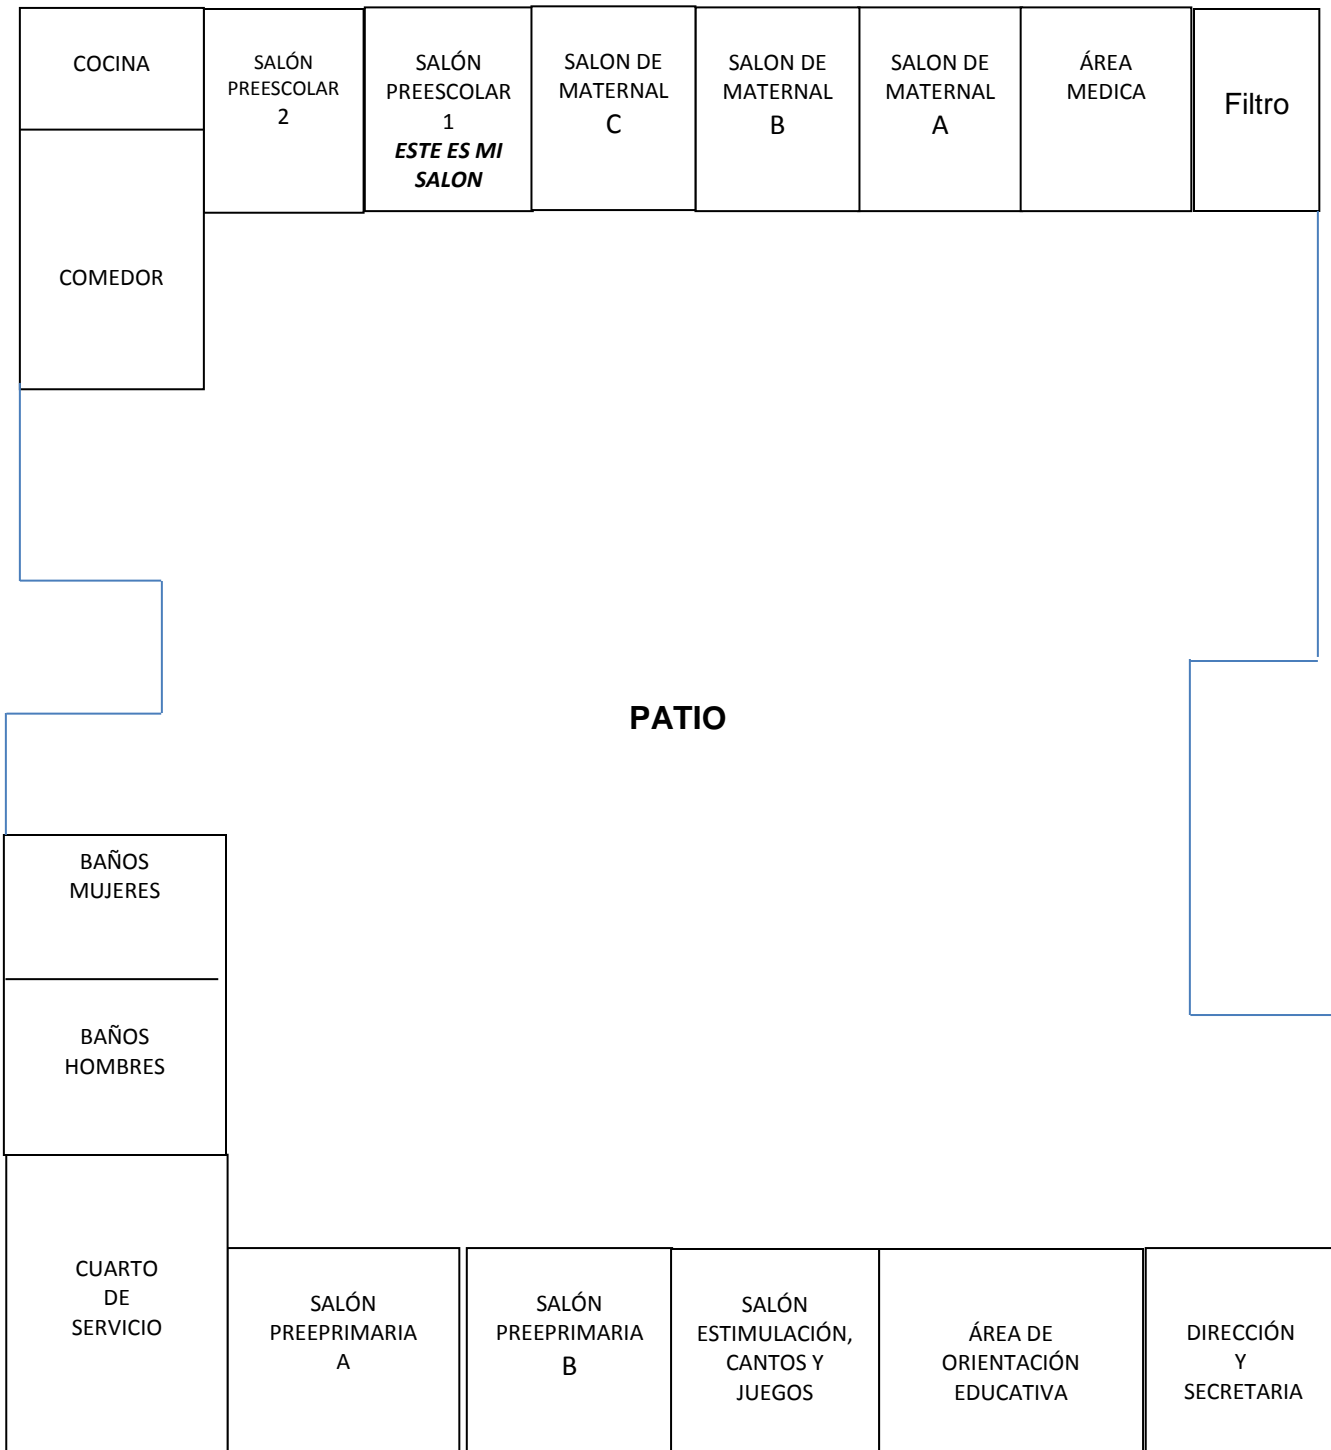 COCINA
SALÓN
PREESCOLAR
2
SALÓN
PREESCOLAR
1
ESTE ES MI
SALON
SALON DE
MATERNAL
C
SALON DE
MATERNAL
B
SALON DE
MATERNAL
A
ÁREA
MEDICA
Filtro
COMEDOR
PATIO
BAÑOS
MUJERES
BAÑOS
HOMBRES
CUARTO
DE
SERVICIO
SALÓN
PREEPRIMARIA
A
SALÓN
PREEPRIMARIA
B
SALÓN
ESTIMULACIÓN,
CANTOS Y
JUEGOS
ÁREA DE
ORIENTACIÓN
EDUCATIVA
DIRECCIÓN
Y
SECRETARIA